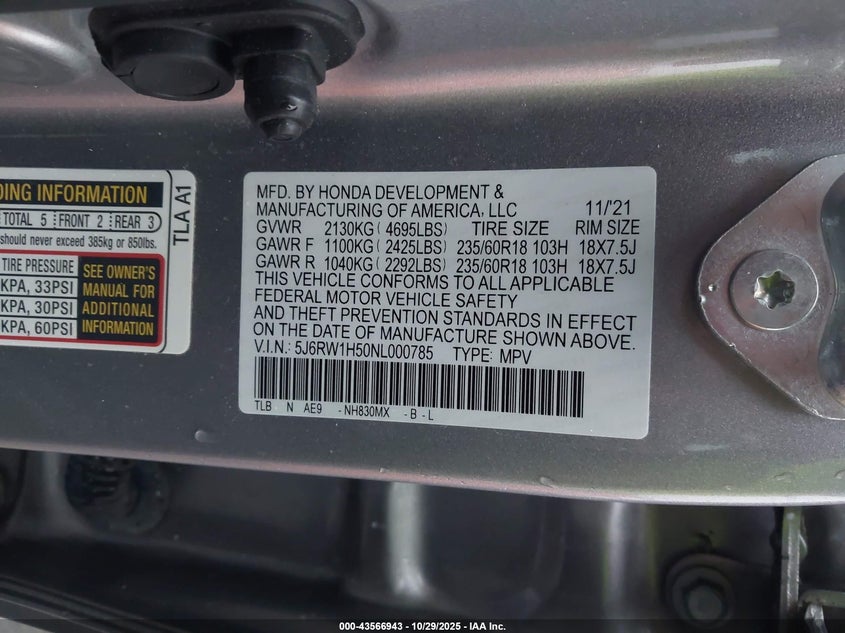 DING INFORMATION
TOTAL 5 FRONT 2 REAR 3
should never exceed 385kg or 850lbs.
TIRE PRESSURE
KPA, 33PSI
KPA, 30PSI
KPA, 60PSI
SEE OWNER'S
MANUAL FOR
ADDITIONAL
INFORMATION
TLA A1
MFD. BY HONDA DEVELOPMENT &
MANUFACTURING OF AMERICA, LLC 11/'21
GVWR 2130KG ( 4695LBS) TIRE SIZE RIM SIZE
GAWR F 1100KG ( 2425LBS) 235/60R18 103H 18X7.5J
GAWR R 1040KG ( 2292LBS) 235/60R18 103H 18X7.5J
THIS VEHICLE CONFORMS TO ALL APPLICABLE
FEDERAL MOTOR VEHICLE SAFETY
AND THEFT PREVENTION STANDARDS IN EFFECT
ON THE DATE OF MANUFACTURE SHOWN ABOVE.
V.I.N.: 5J6RW1H50NL000785 TYPE: MPV
TLB N AE9 - NH830MX - B - L
000-43566943 / 10/29/2025 - IAA Inc.